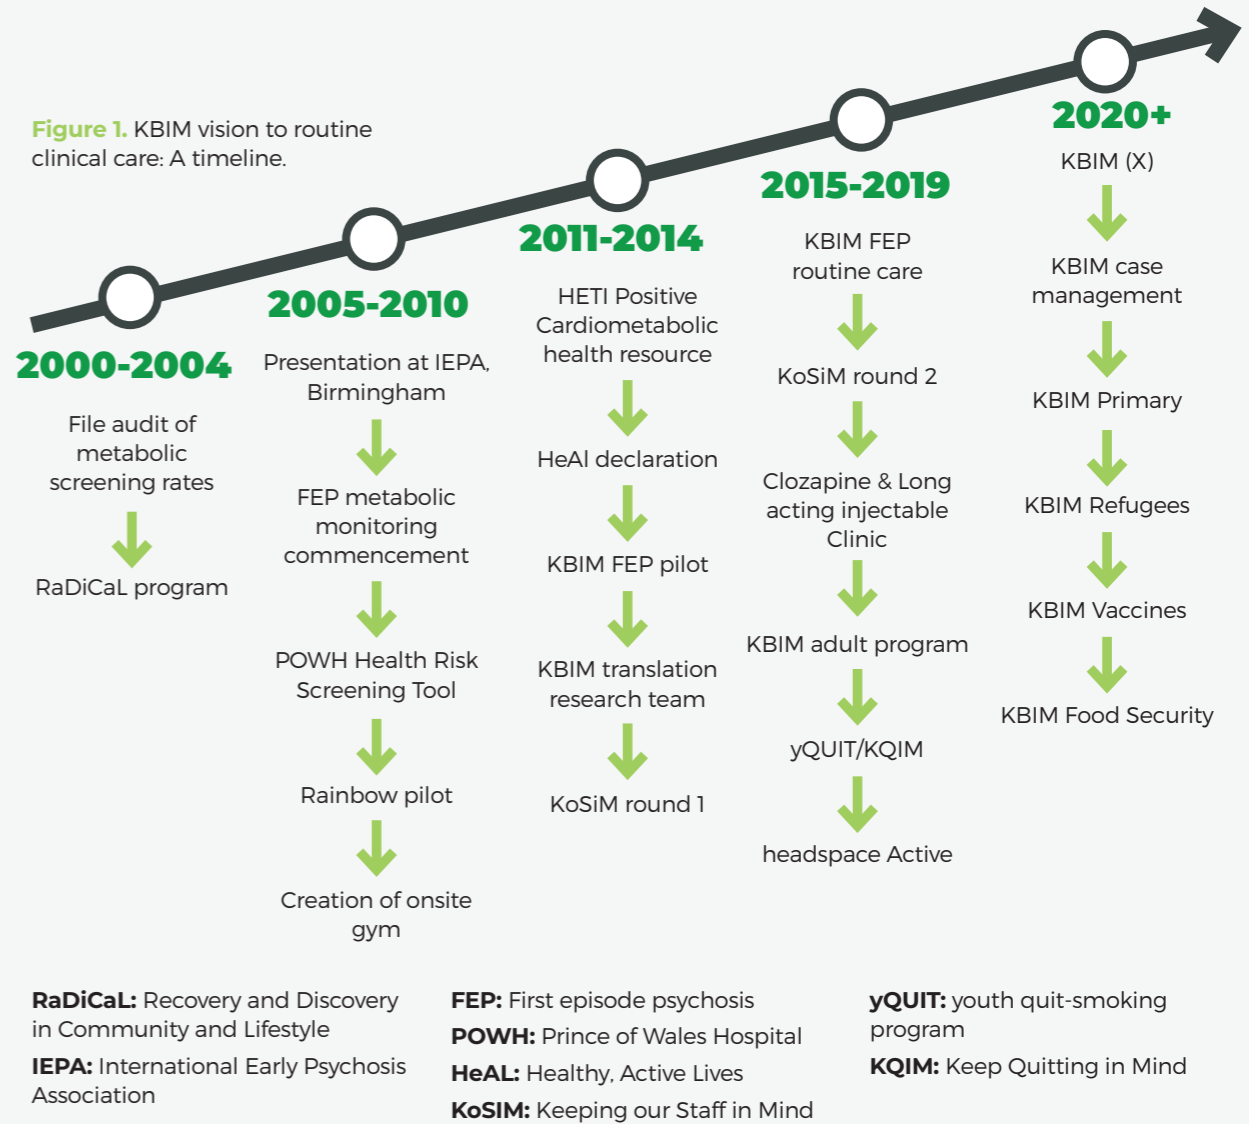 Figure 1. KBIM vision to routine
clinical care: A timeline.
2000-2004
File audit of
metabolic
screening rates
RaDiCaL program
2005-2010
Presentation at IEPA,
Birmingham
FEP metabolic
monitoring
commencement
POWH Health Risk
Screening Tool
Rainbow pilot
Creation of onsite
gym
2011-2014
HETI Positive
Cardiometabolic
health resource
HeAl declaration
KBIM FEP pilot
KBIM translation
research team
KoSiM round 1
2015-2019
KBIM FEP
routine care
KoSiM round 2
Clozapine & Long
acting injectable
Clinic
KBIM adult program
yQUIT/KQIM
headspace Active
2020+
KBIM (X)
KBIM case
management
KBIM Primary
KBIM Refugees
KBIM Vaccines
KBIM Food Security
RaDiCaL: Recovery and Discovery
in Community and Lifestyle
IEPA: International Early Psychosis
Association
FEP: First episode psychosis
POWH: Prince of Wales Hospital
HeAL: Healthy, Active Lives
KoSIM: Keeping our Staff in Mind
yQUIT: youth quit-smoking
program
KQIM: Keep Quitting in Mind